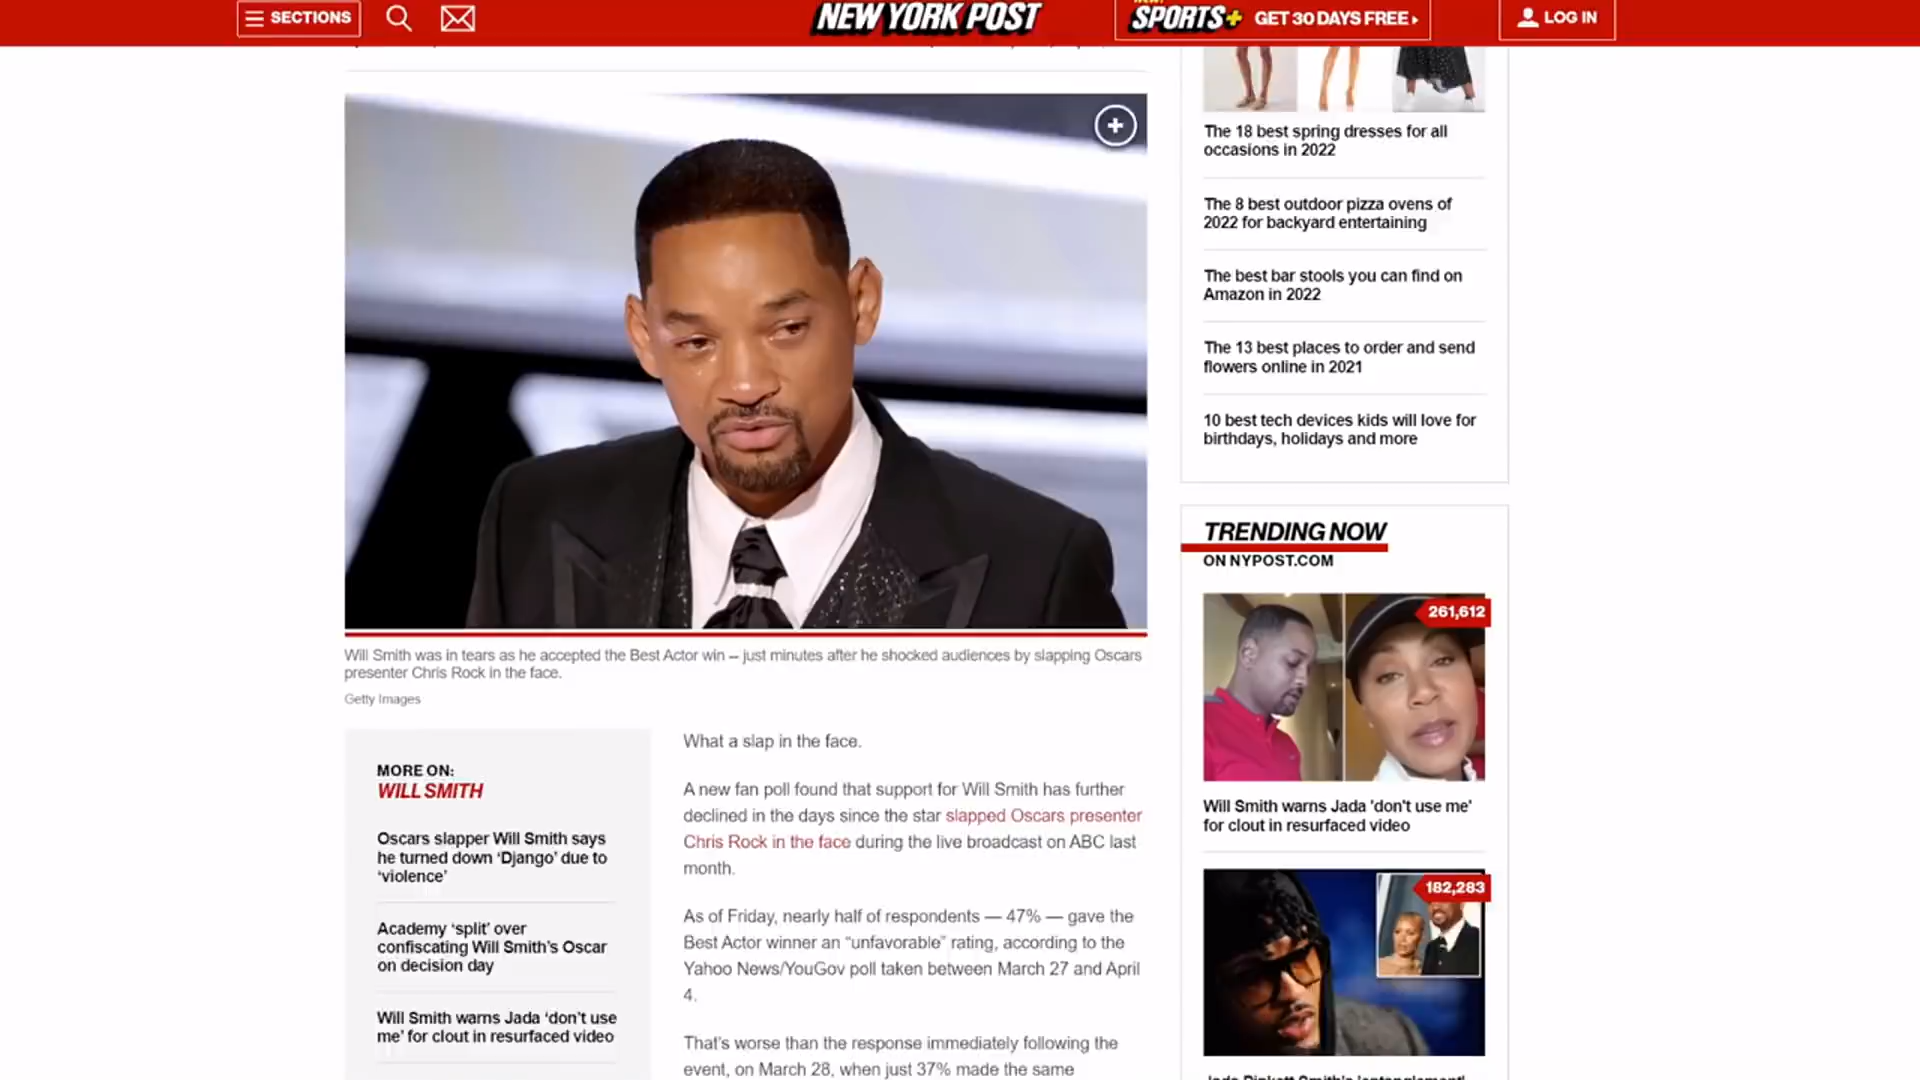 SECTIONS
NEW YORK POST
SPORTS+ GET 30 DAYS FREE
LOG IN
The 18 best spring dresses for all
occasions in 2022
The 8 best outdoor pizza ovens of
2022 for backyard entertaining
The best bar stools you can find on
Amazon in 2022
The 13 best places to order and send
flowers online in 2021
10 best tech devices kids will love for
birthdays, holidays and more
Will Smith was in tears as he accepted the Best Actor win — just minutes after he shocked audiences by slapping Oscars
presenter Chris Rock in the face.
Getty Images
MORE ON:
WILL SMITH
Oscars slapper Will Smith says
he turned down ‘Django’ due to
‘violence’
Academy ‘split’ over
confiscating Will Smith’s Oscar
on decision day
Will Smith warns Jada ‘don’t use
me’ for clout in resurfaced video
What a slap in the face.
A new fan poll found that support for Will Smith has further
declined in the days since the star slapped Oscars presenter
Chris Rock in the face during the live broadcast on ABC last
month.
As of Friday, nearly half of respondents — 47% — gave the
Best Actor winner an “unfavorable” rating, according to the
Yahoo News/YouGov poll taken between March 27 and April
4.
That’s worse than the response immediately following the
event, on March 28, when just 37% made the same
TRENDING NOW
ON NYPOST.COM
261,612
Will Smith warns Jada 'don't use me'
for clout in resurfaced video
182,283
Jada Pinkett Smith's 'entanglement'